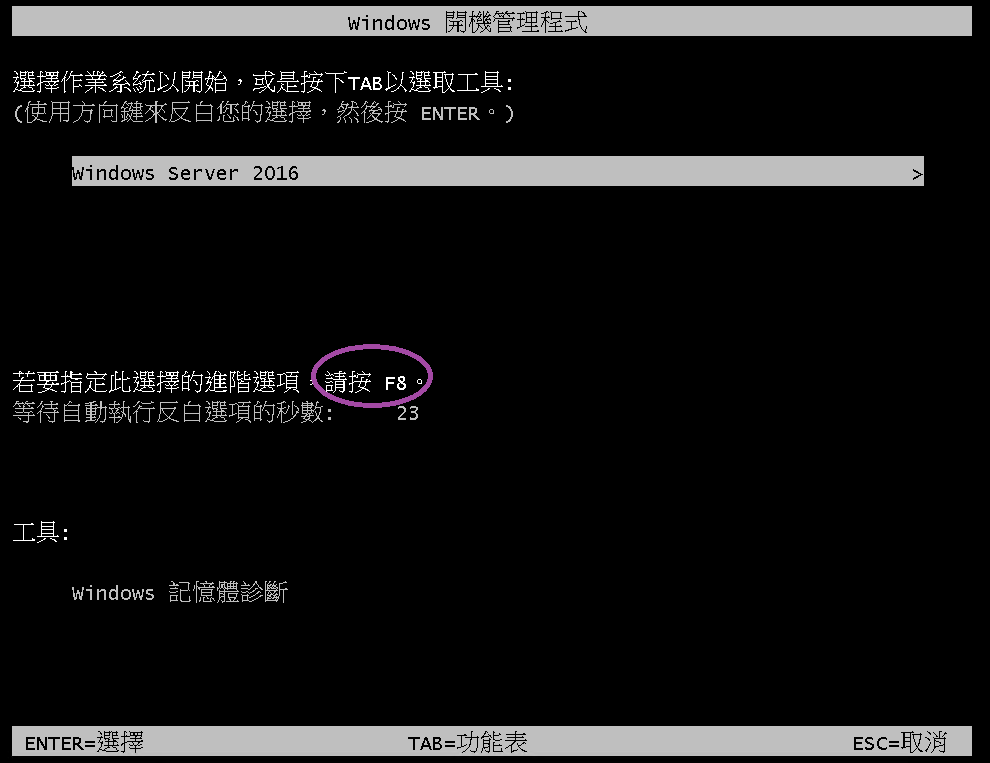 Windows 開機管理程式
選擇作業系統以開始，或是按下TAB以選取工具:
(使用方向鍵來反白您的選擇，然後按 ENTER。)
Windows Server 2016 >
若要指定此選擇的進階選項，請按 F8。
等待自動執行反白選項的秒數: 23
工具:
Windows 記憶體診斷
ENTER=選擇 TAB=功能表 ESC=取消